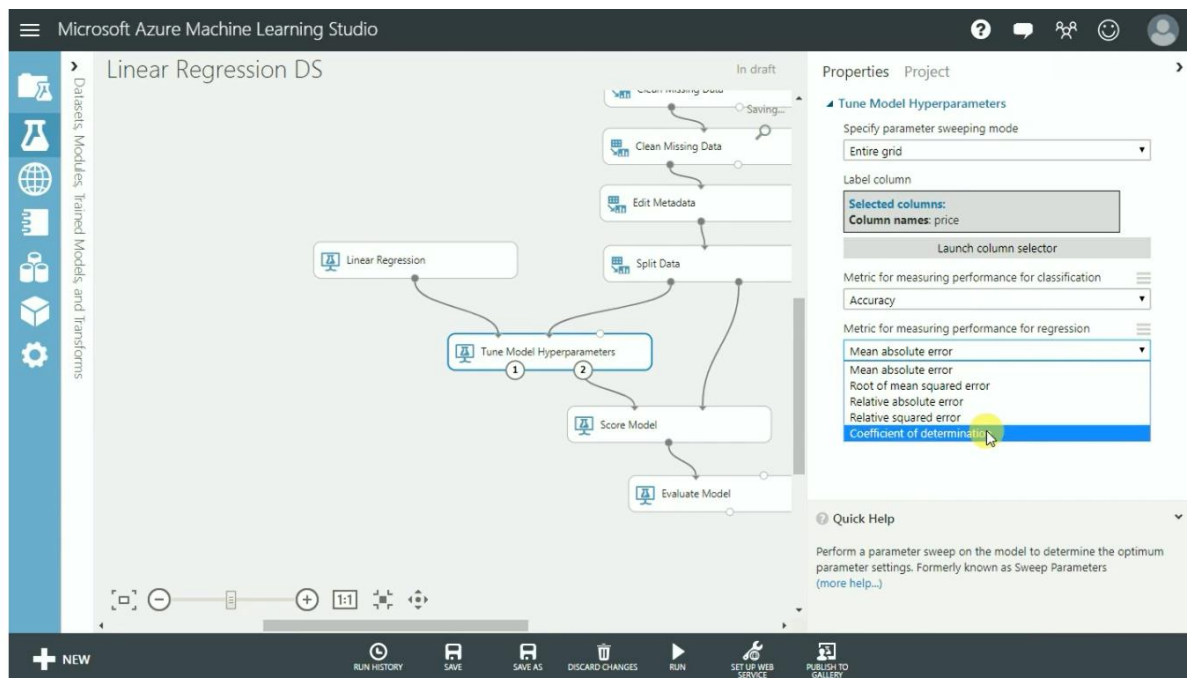 Microsoft Azure Machine Learning Studio
Datasets, Modules, Trained Models, and Transforms
Linear Regression DS
In draft
Clean Missing Data
Saving...
Clean Missing Data
Edit Metadata
Linear Regression
Split Data
Tune Model Hyperparameters
1
2
Score Model
Evaluate Model
1:1
Properties Project
Tune Model Hyperparameters
Specify parameter sweeping mode
Entire grid
Label column
Selected columns:
Column names: price
Launch column selector
Metric for measuring performance for classification
Accuracy
Metric for measuring performance for regression
Mean absolute error
Mean absolute error
Root of mean squared error
Relative absolute error
Relative squared error
Coefficient of determination
Quick Help
Perform a parameter sweep on the model to determine the optimum
parameter settings. Formerly known as Sweep Parameters
(more help...)
NEW
RUN HISTORY
SAVE
SAVE AS
DISCARD CHANGES
RUN
SET UP WEB
SERVICE
PUBLISH TO
GALLERY